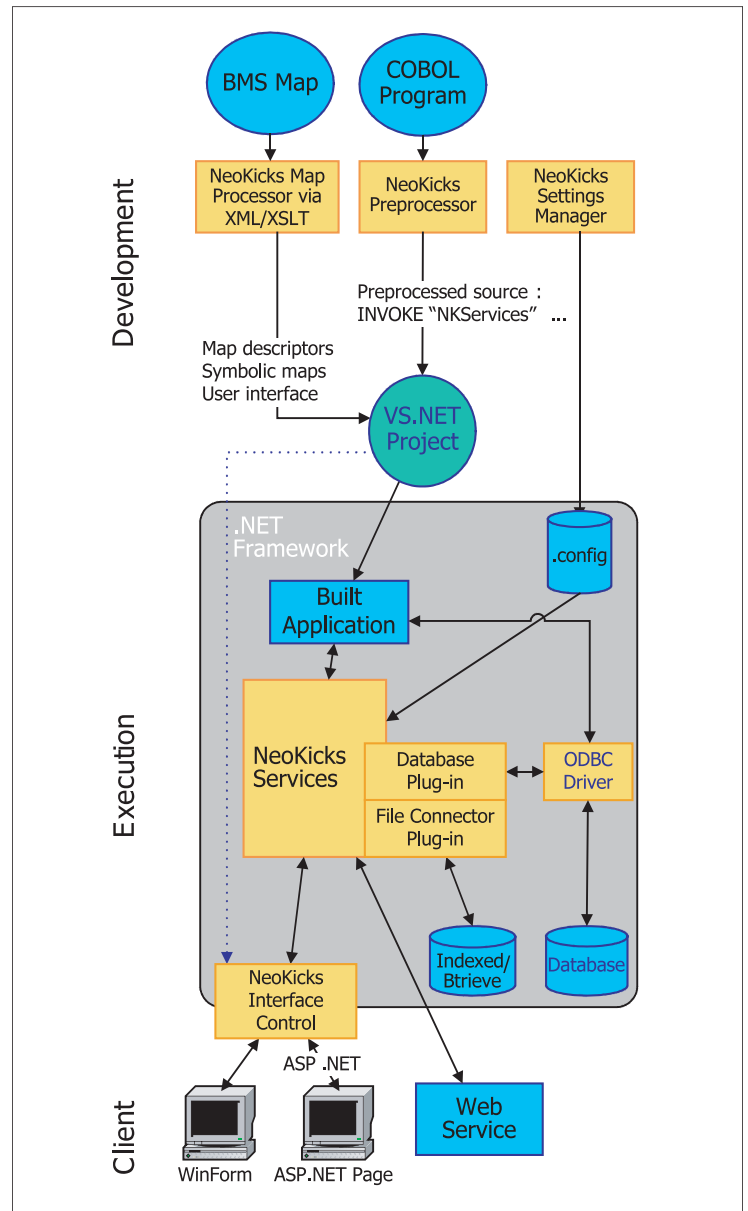 BMS Map
COBOL
Program
Development
NeoKicks Map
Processor via
XML/XSLT
NeoKicks
Preprocessor
NeoKicks
Settings
Manager
Preprocessed source :
INVOKE “NKServices” ...
Map descriptors
Symbolic maps
User interface
VS.NET
Project
.NET
Framework
.config
Built
Application
Execution
NeoKicks
Services
Database
Plug-in
ODBC
Driver
File Connector
Plug-in
Indexed/
Btrieve
Database
NeoKicks
Interface
Control
ASP .NET
Client
Web
Service
WinForm
ASP.NET Page